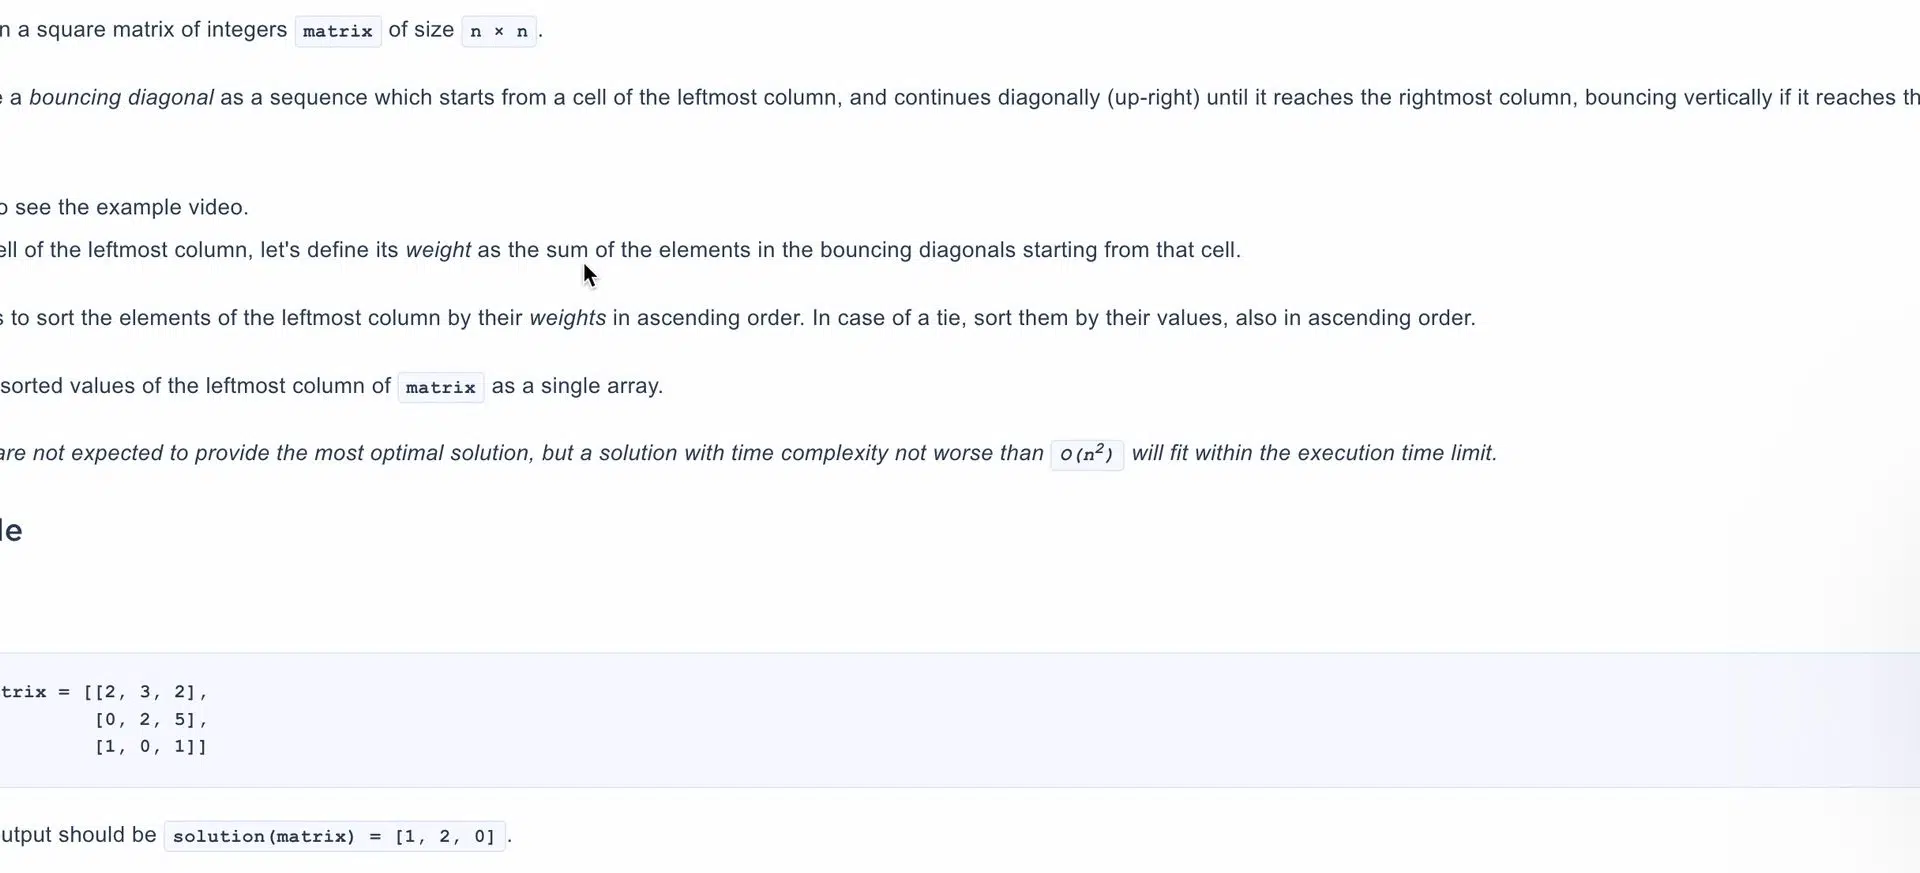 n a square matrix of integers matrix of size n × n.
e a bouncing diagonal as a sequence which starts from a cell of the leftmost column, and continues diagonally (up-right) until it reaches the rightmost column, bouncing vertically if it reaches th
o see the example video.
ell of the leftmost column, let's define its weight as the sum of the elements in the bouncing diagonals starting from that cell.
s to sort the elements of the leftmost column by their weights in ascending order. In case of a tie, sort them by their values, also in ascending order.
sorted values of the leftmost column of matrix as a single array.
are not expected to provide the most optimal solution, but a solution with time complexity not worse than O(n²) will fit within the execution time limit.
le
trix = [[2, 3, 2],
[0, 2, 5],
[1, 0, 1]]
utput should be solution(matrix) = [1, 2, 0].